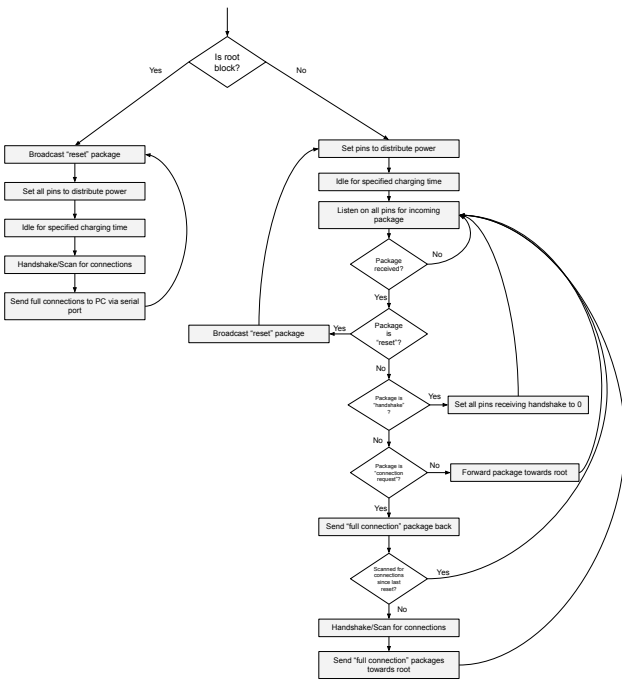 Is root
block?
Yes
No
Broadcast “reset” package
Set all pins to distribute power
Idle for specified charging time
Handshake/Scan for connections
Send full connections to PC via serial
port
Set pins to distribute power
Idle for specified charging time
Listen on all pins for incoming
package
Package
received?
No
Yes
Package
is
“reset”?
Yes
Broadcast “reset” package
No
Package is
“handshake”
?
Yes
Set all pins receiving handshake to 0
No
Package is
“connection
request”?
No
Forward package towards root
Yes
Send “full connection” package back
Scanned for
connections
since last
reset?
Yes
No
Handshake/Scan for connections
Send “full connection” packages
towards root